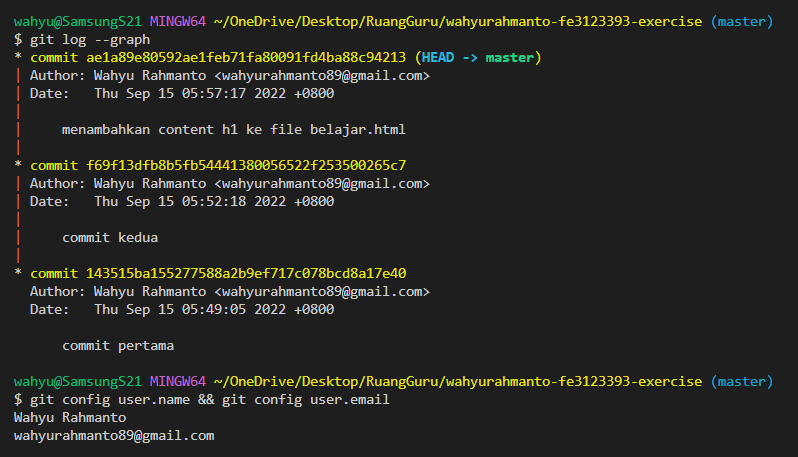 wahyu@SamsungS21 MINGW64 ~/OneDrive/Desktop/RuangGuru/wahyurahmanto-fe3123393-exercise (master)
$ git log --graph
* commit ae1a89e80592ae1feb71fa80091fd4ba88c94213 (HEAD -> master)
| Author: Wahyu Rahmanto <wahyurahmanto89@gmail.com>
| Date:   Thu Sep 15 05:57:17 2022 +0800
|
|     menambahkan content h1 ke file belajar.html
|
* commit f69f13dfb8b5fb54441380056522f253500265c7
| Author: Wahyu Rahmanto <wahyurahmanto89@gmail.com>
| Date:   Thu Sep 15 05:52:18 2022 +0800
|
|     commit kedua
|
* commit 143515ba155277588a2b9ef717c078bcd8a17e40
  Author: Wahyu Rahmanto <wahyurahmanto89@gmail.com>
  Date:   Thu Sep 15 05:49:05 2022 +0800

      commit pertama

wahyu@SamsungS21 MINGW64 ~/OneDrive/Desktop/RuangGuru/wahyurahmanto-fe3123393-exercise (master)
$ git config user.name && git config user.email
Wahyu Rahmanto
wahyurahmanto89@gmail.com